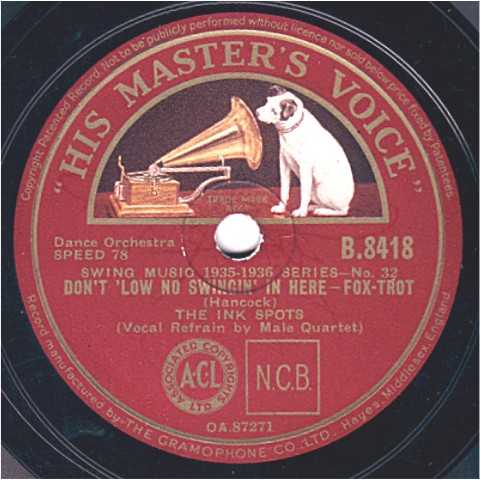 Copyright. Patented Record. Not to be publicly performed without licence nor sold below price fixed by patentees.
"HIS MASTER'S VOICE"
TRADE MARK
Dance Orchestra
SPEED 78
B.8418
SWING MUSIC 1935-1936 SERIES—No. 32
DON'T 'LOW NO SWINGIN' IN HERE—FOX-TROT
(Hancock)
THE INK SPOTS
(Vocal Refrain by Male Quartet)
ASSOCIATED COPYRIGHTS LTD
ACL
N.C.B.
OA.87271
Record manufactured by—THE GRAMOPHONE CO., LTD. Hayes, Middlesex, England